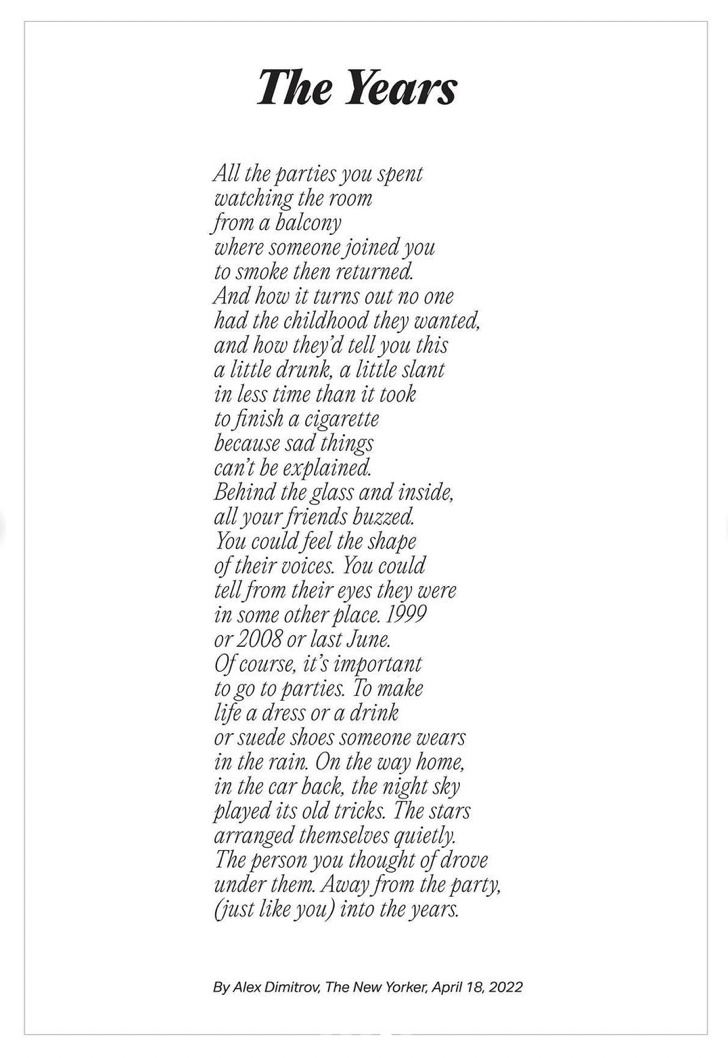 The Years
All the parties you spent
watching the room
from a balcony
where someone joined you
to smoke then returned.
And how it turns out no one
had the childhood they wanted,
and how they’d tell you this
a little drunk, a little slant
in less time than it took
to finish a cigarette
because sad things
can’t be explained.
Behind the glass and inside,
all your friends buzzed.
You could feel the shape
of their voices. You could
tell from their eyes they were
in some other place. 1999
or 2008 or last June.
Of course, it’s important
to go to parties. To make
life a dress or a drink
or suede shoes someone wears
in the rain. On the way home,
in the car back, the night sky
played its old tricks. The stars
arranged themselves quietly.
The person you thought of drove
under them. Away from the party,
(just like you) into the years.
By Alex Dimitrov, The New Yorker, April 18, 2022